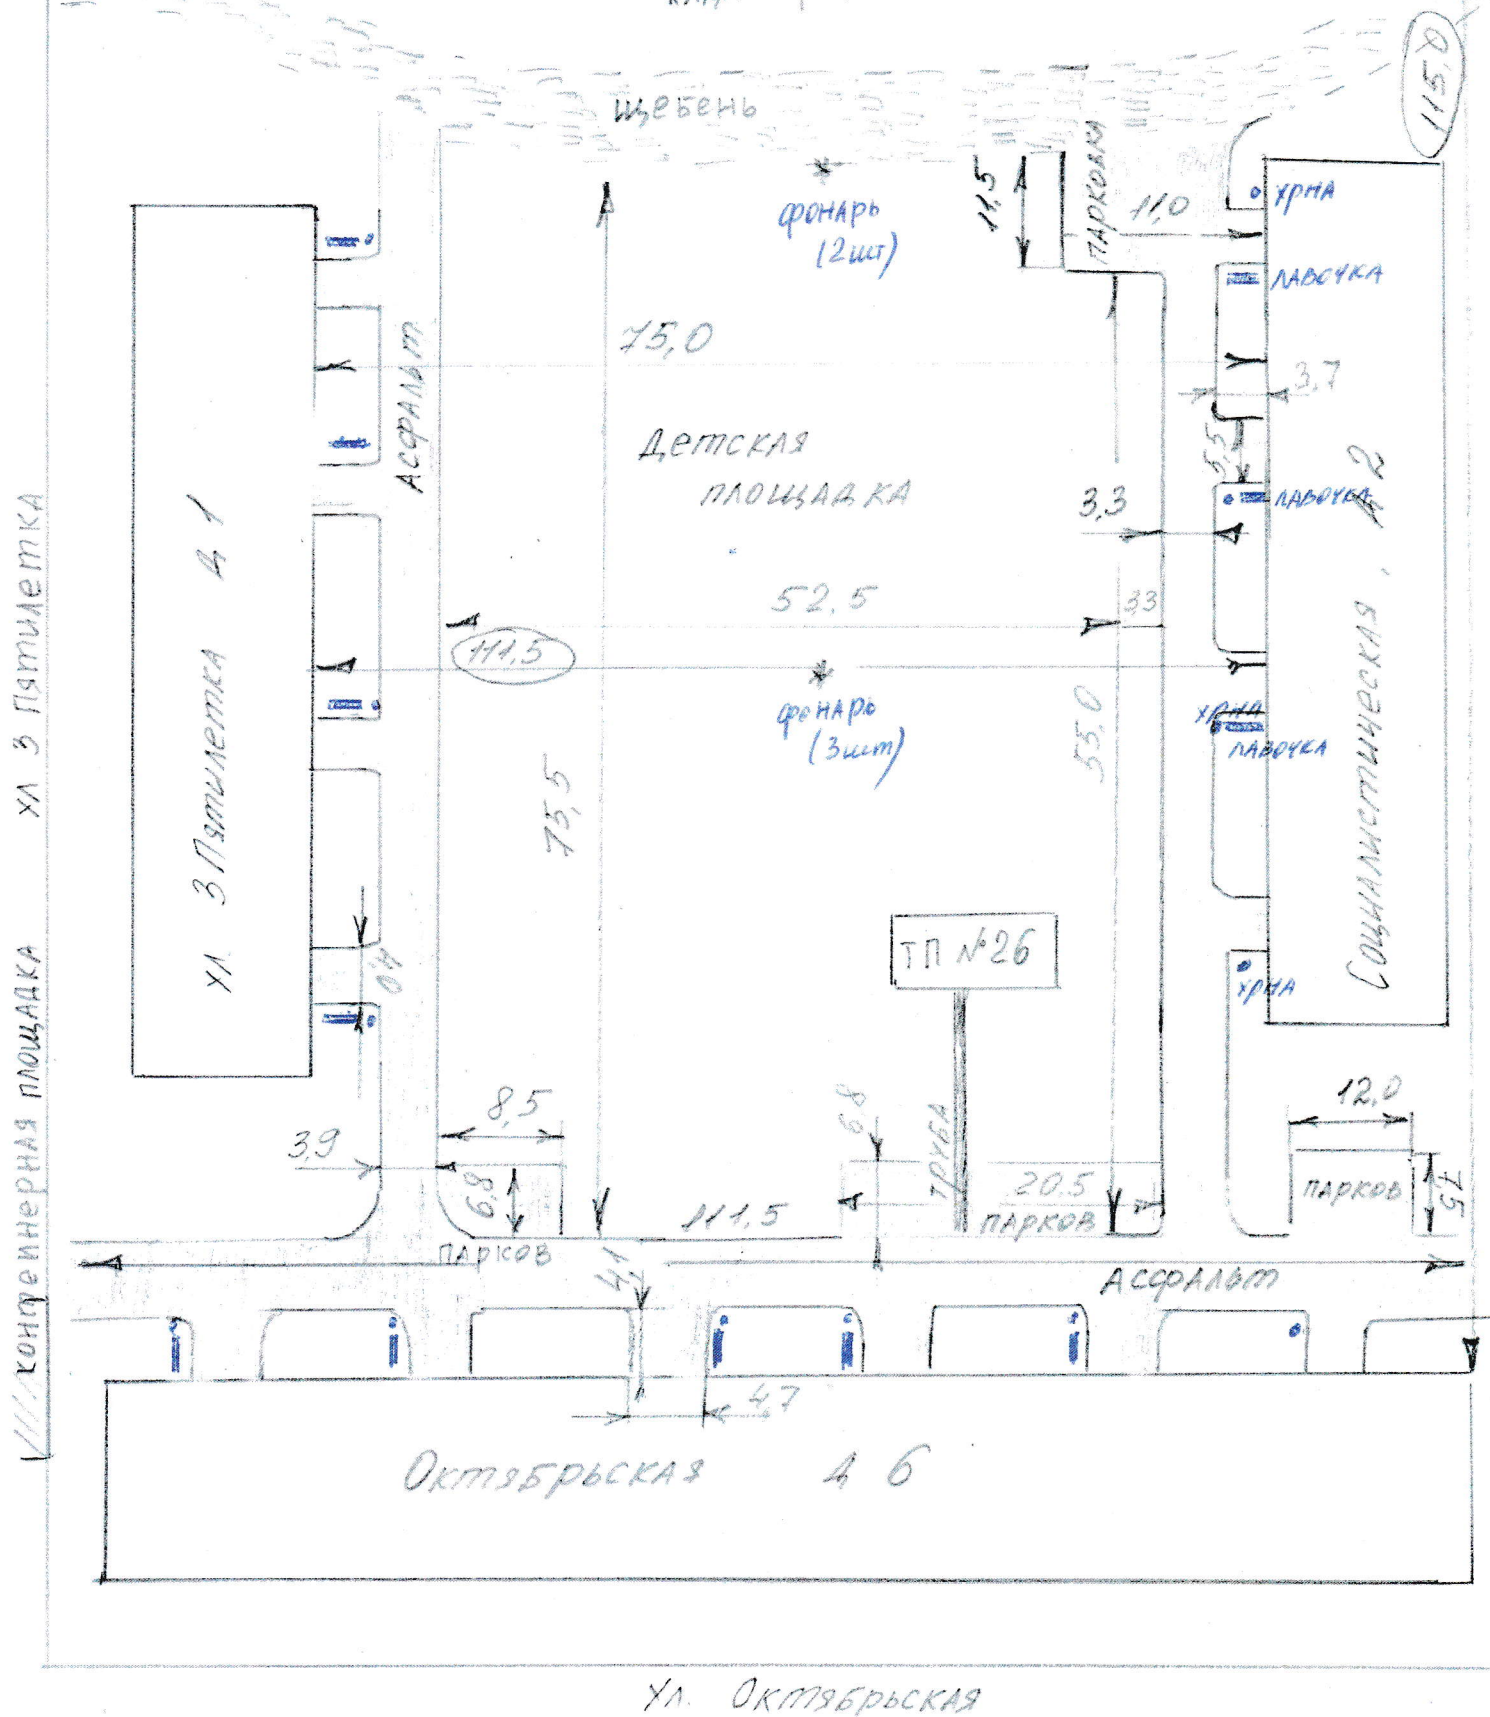 115,0
щебень
11,5
парковка
11,0
урна
фонарь
(2шт)
лавочка
75,0
Асфальт
3,7
Детская
площадка
5,5
лавочка
3,3
ул 3 Пятилетка
ул. 3 Пятилетка д 1
Социалистическая, д 2
52,5
33
111,5
фонарь
(3шт)
урна
лавочка
55,0
75,5
ТП №26
4,0
урна
контейнерная площадка
8,5
6,8
12,0
3,9
труба
6,8
20,5
парков
7,5
111,5
парков
парков
4,1
Асфальт
4,7
Октябрьская д 6
Ул. Октябрьская